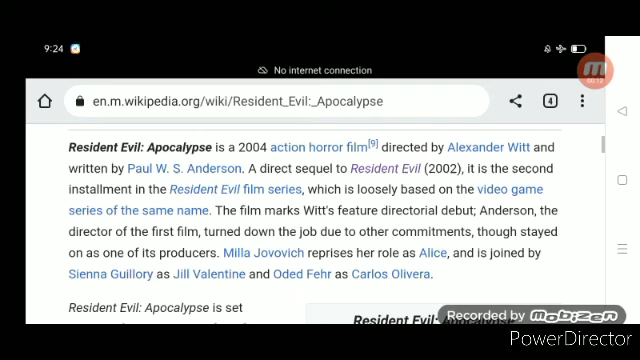 9:24
00:12
No internet connection
en.m.wikipedia.org/wiki/Resident_Evil:_Apocalypse
4
Resident Evil: Apocalypse is a 2004 action horror film[9] directed by Alexander Witt and
written by Paul W. S. Anderson. A direct sequel to Resident Evil (2002), it is the second
installment in the Resident Evil film series, which is loosely based on the video game
series of the same name. The film marks Witt's feature directorial debut; Anderson, the
director of the first film, turned down the job due to other commitments, though stayed
on as one of its producers. Milla Jovovich reprises her role as Alice, and is joined by
Sienna Guillory as Jill Valentine and Oded Fehr as Carlos Olivera.
Resident Evil: Apocalypse is set
Resident Evil: Apocalypse
Recorded by Mobizen
PowerDirector